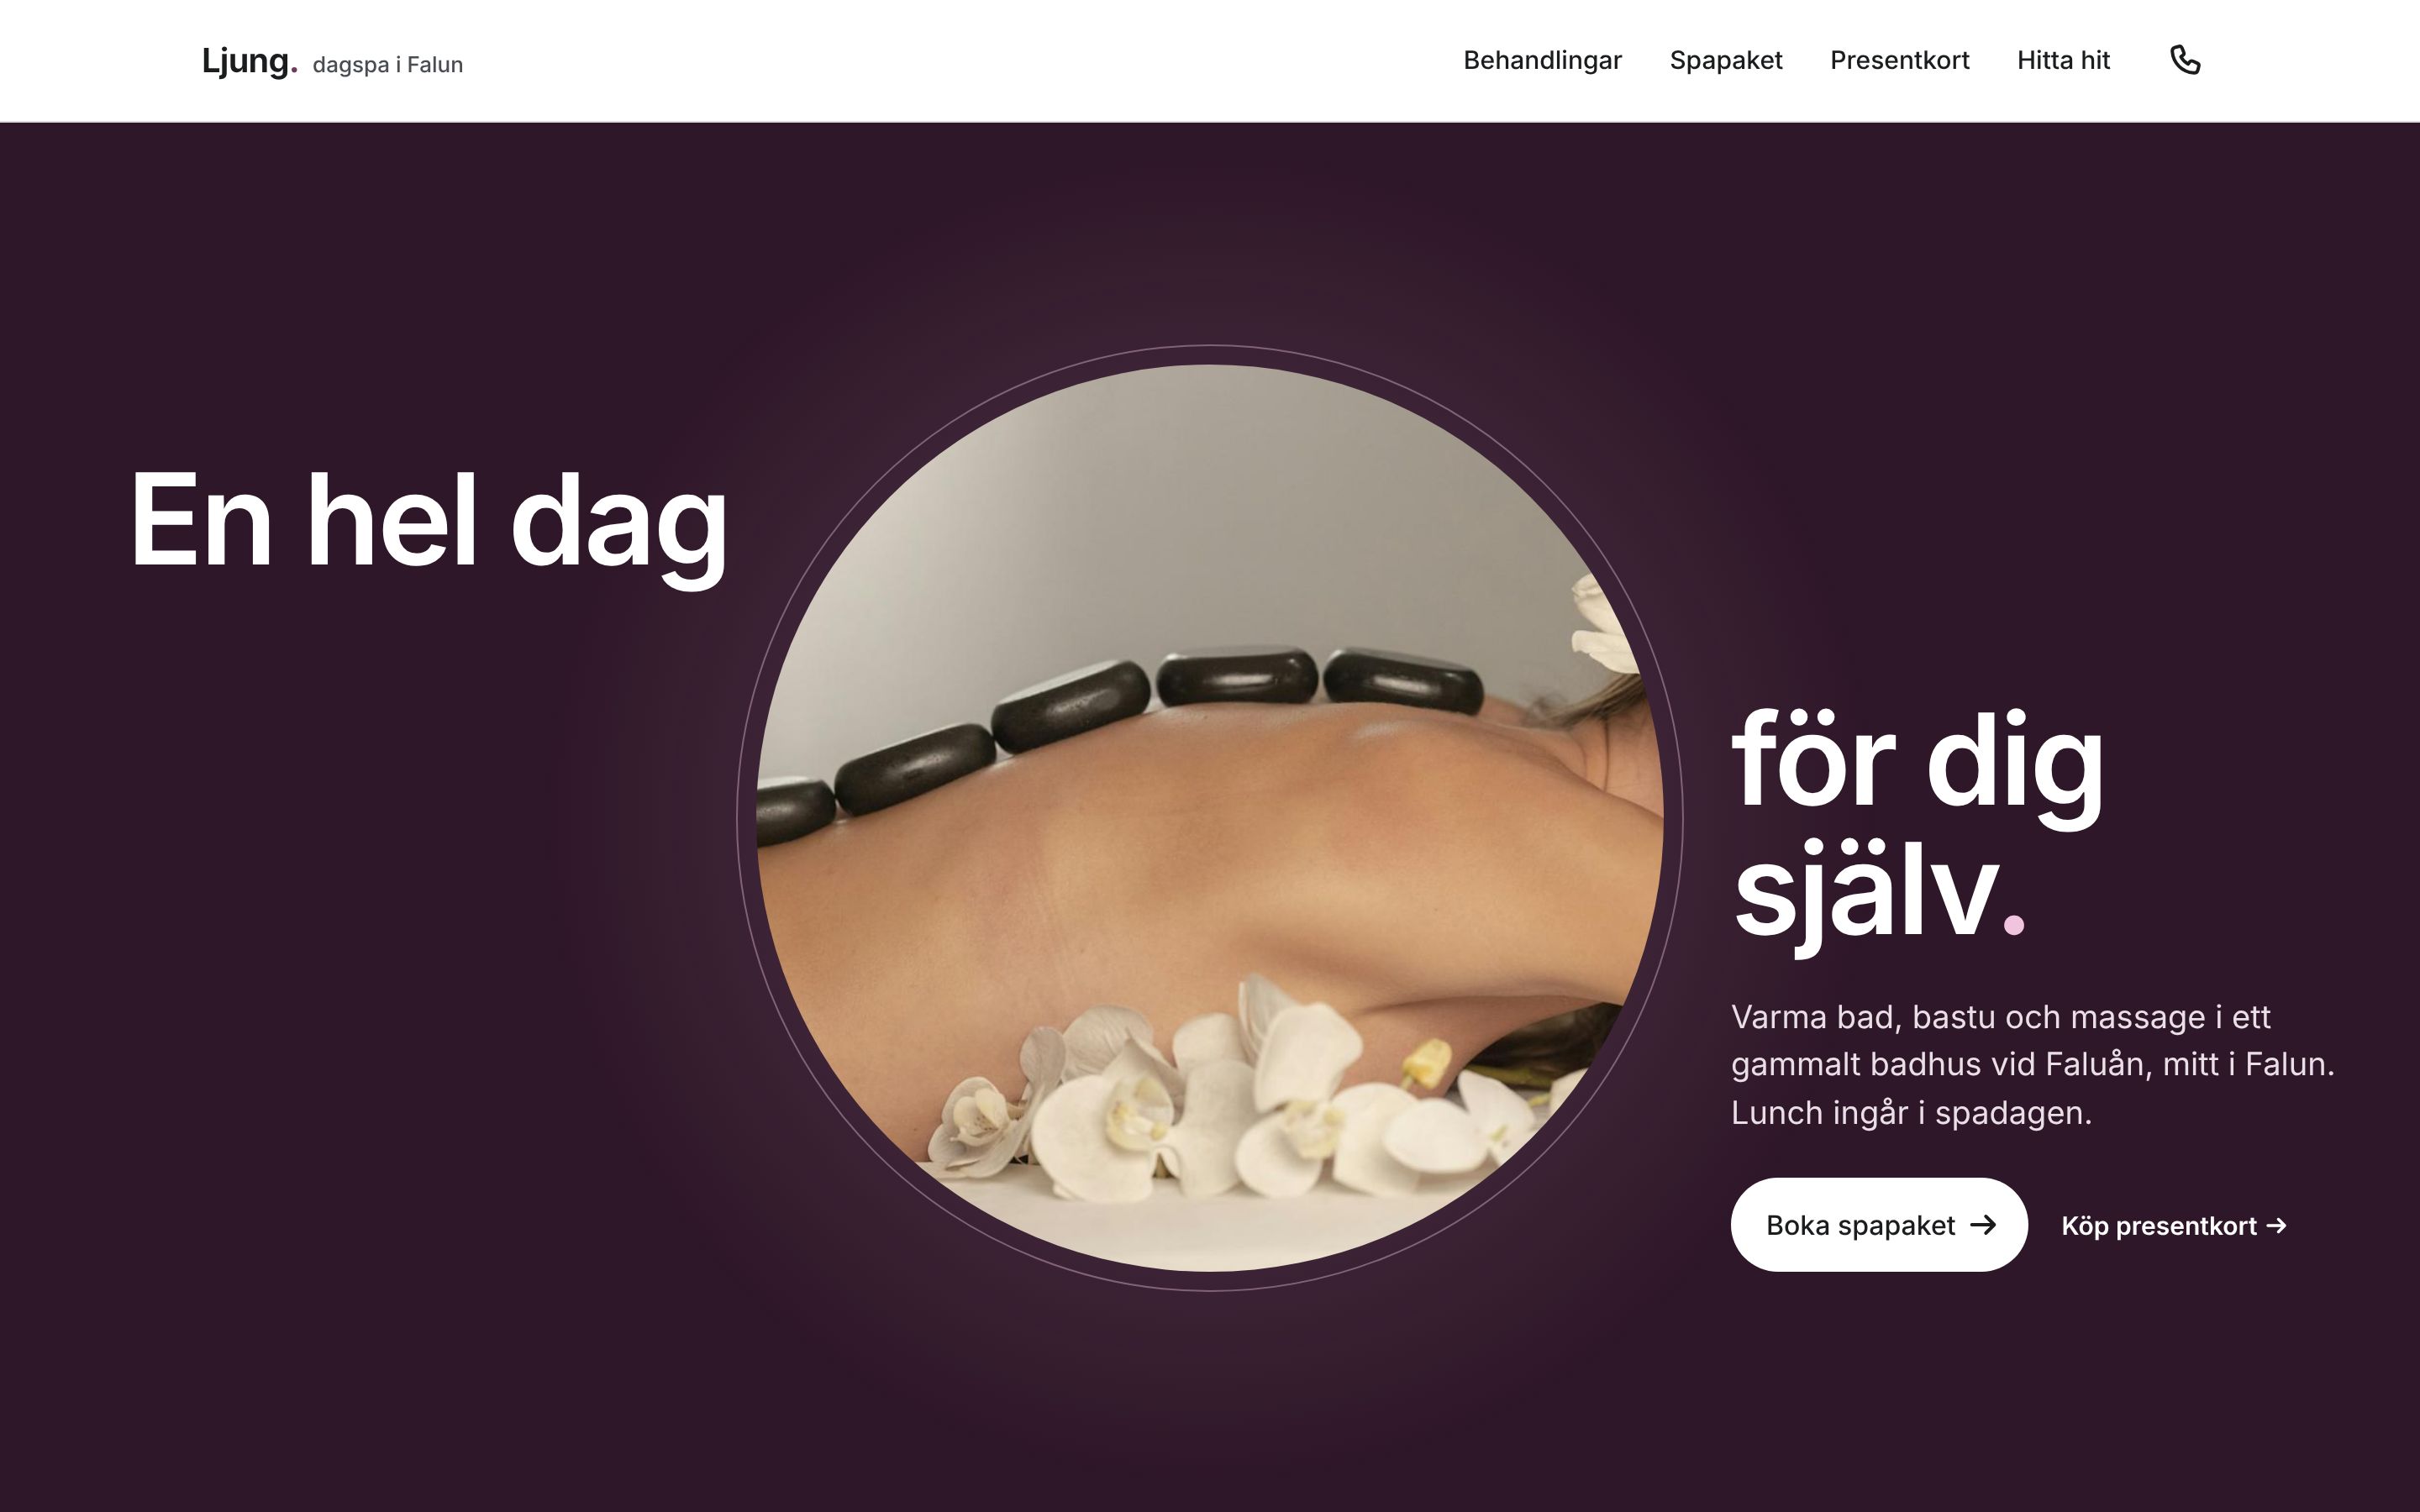 Ljung. dagspa i Falun
Behandlingar Spapaket Presentkort Hitta hit
En hel dag
för dig
själv.
Varma bad, bastu och massage i ett
gammalt badhus vid Faluån, mitt i Falun.
Lunch ingår i spadagen.
Boka spapaket → Köp presentkort →